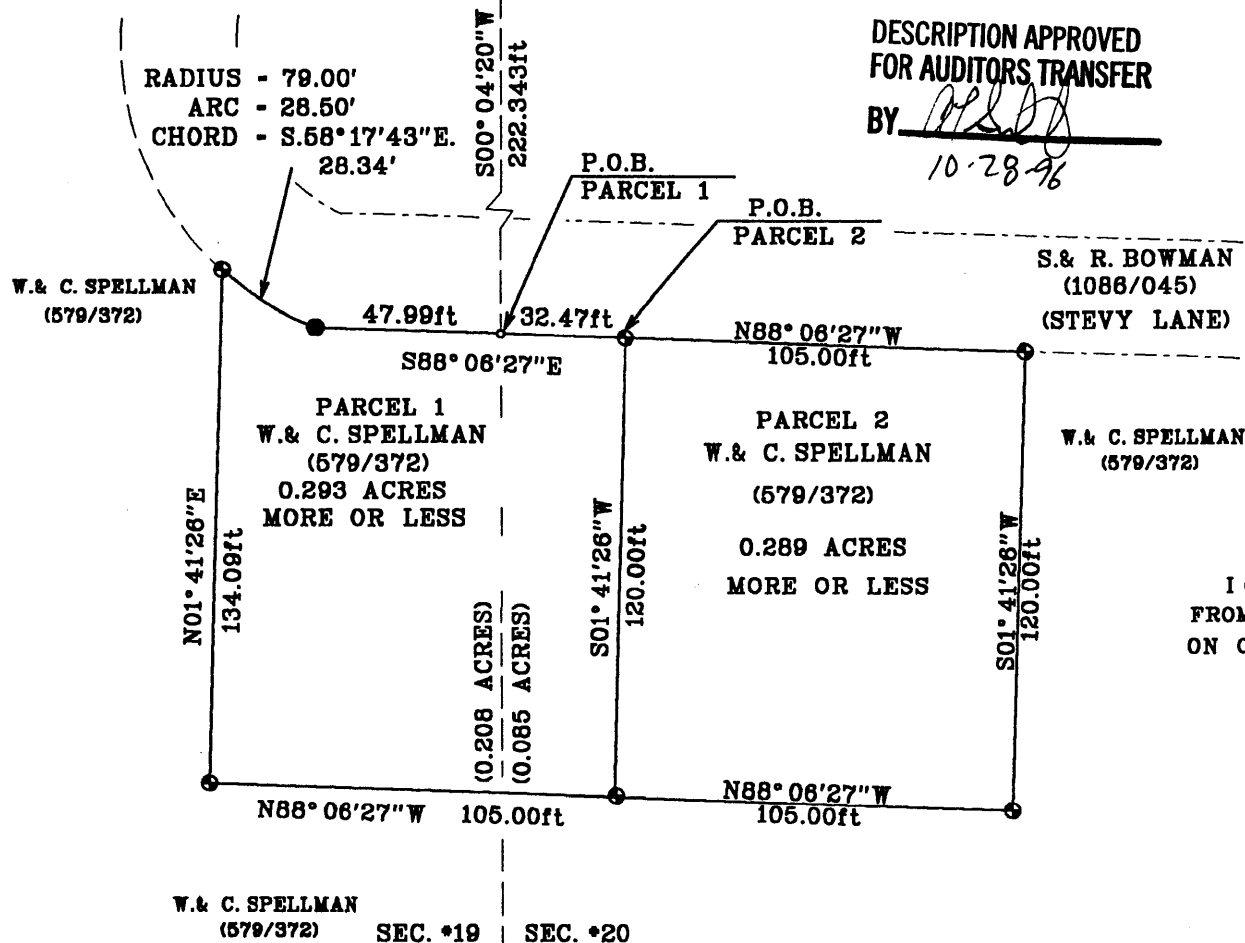 DESCRIPTION APPROVED
FOR AUDITORS TRANSFER
BY
10-28-96
RADIUS - 79.00'
ARC - 28.50'
CHORD - S.58°17'43"E.
28.34'
S00°04'20"W
222.343ft
P.O.B.
PARCEL 1
P.O.B.
PARCEL 2
S.& R. BOWMAN
(1086/045)
(STEVY LANE)
W.& C. SPELLMAN
(579/372)
47.99ft
32.47ft
S88°06'27"E
N88°06'27"W
105.00ft
PARCEL 1
W.& C. SPELLMAN
(579/372)
0.293 ACRES
MORE OR LESS
PARCEL 2
W.& C. SPELLMAN
(579/372)
0.289 ACRES
MORE OR LESS
W.& C. SPELLMAN
(579/372)
N01°41'26"E
134.09ft
(0.208 ACRES)
(0.085 ACRES)
S01°41'26"W
120.00ft
S01°41'26"W
120.00ft
I
FROM
ON
N88°06'27"W 105.00ft
N88°06'27"W
105.00ft
W.& C. SPELLMAN
(579/372)
SEC. #19 SEC. #20